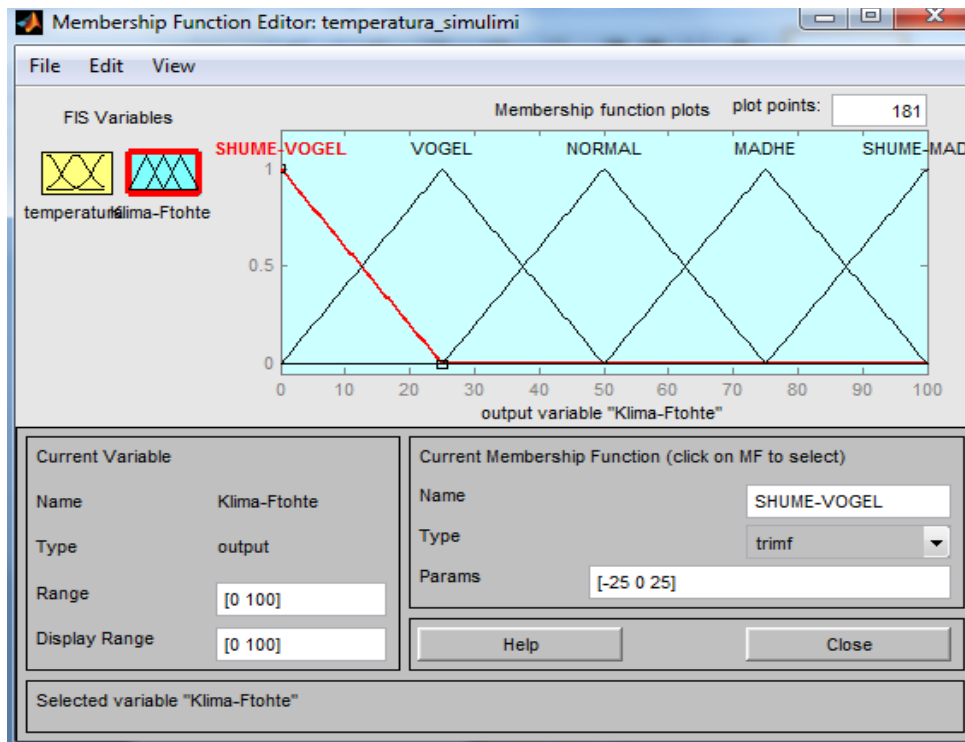 Membership Function Editor: temperatura_simulimi
File Edit View
FIS Variables
Membership function plots plot points: 181
SHUME-VOGEL VOGEL NORMAL MADHE SHUME-MAD
temperatura Klima-Ftohte
1
0.5
0
0 10 20 30 40 50 60 70 80 90 100
output variable "Klima-Ftohte"
Current Variable
Name Klima-Ftohte
Type output
Range [0 100]
Display Range [0 100]
Current Membership Function (click on MF to select)
Name SHUME-VOGEL
Type trimf
Params [-25 0 25]
Help Close
Selected variable "Klima-Ftohte"